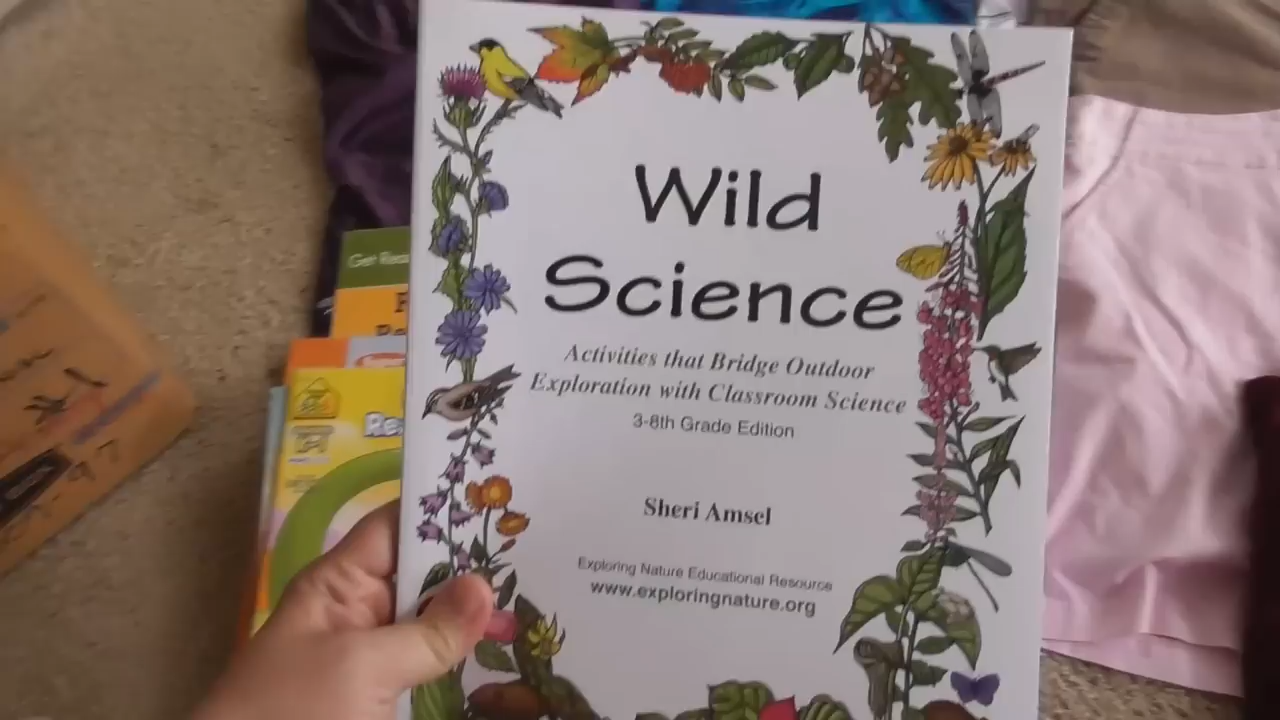 Wild
Science
Activities that Bridge Outdoor
Exploration with Classroom Science
3-8th Grade Edition
Sheri Amsel
Exploring Nature Educational Resource
www.exploringnature.org
Get